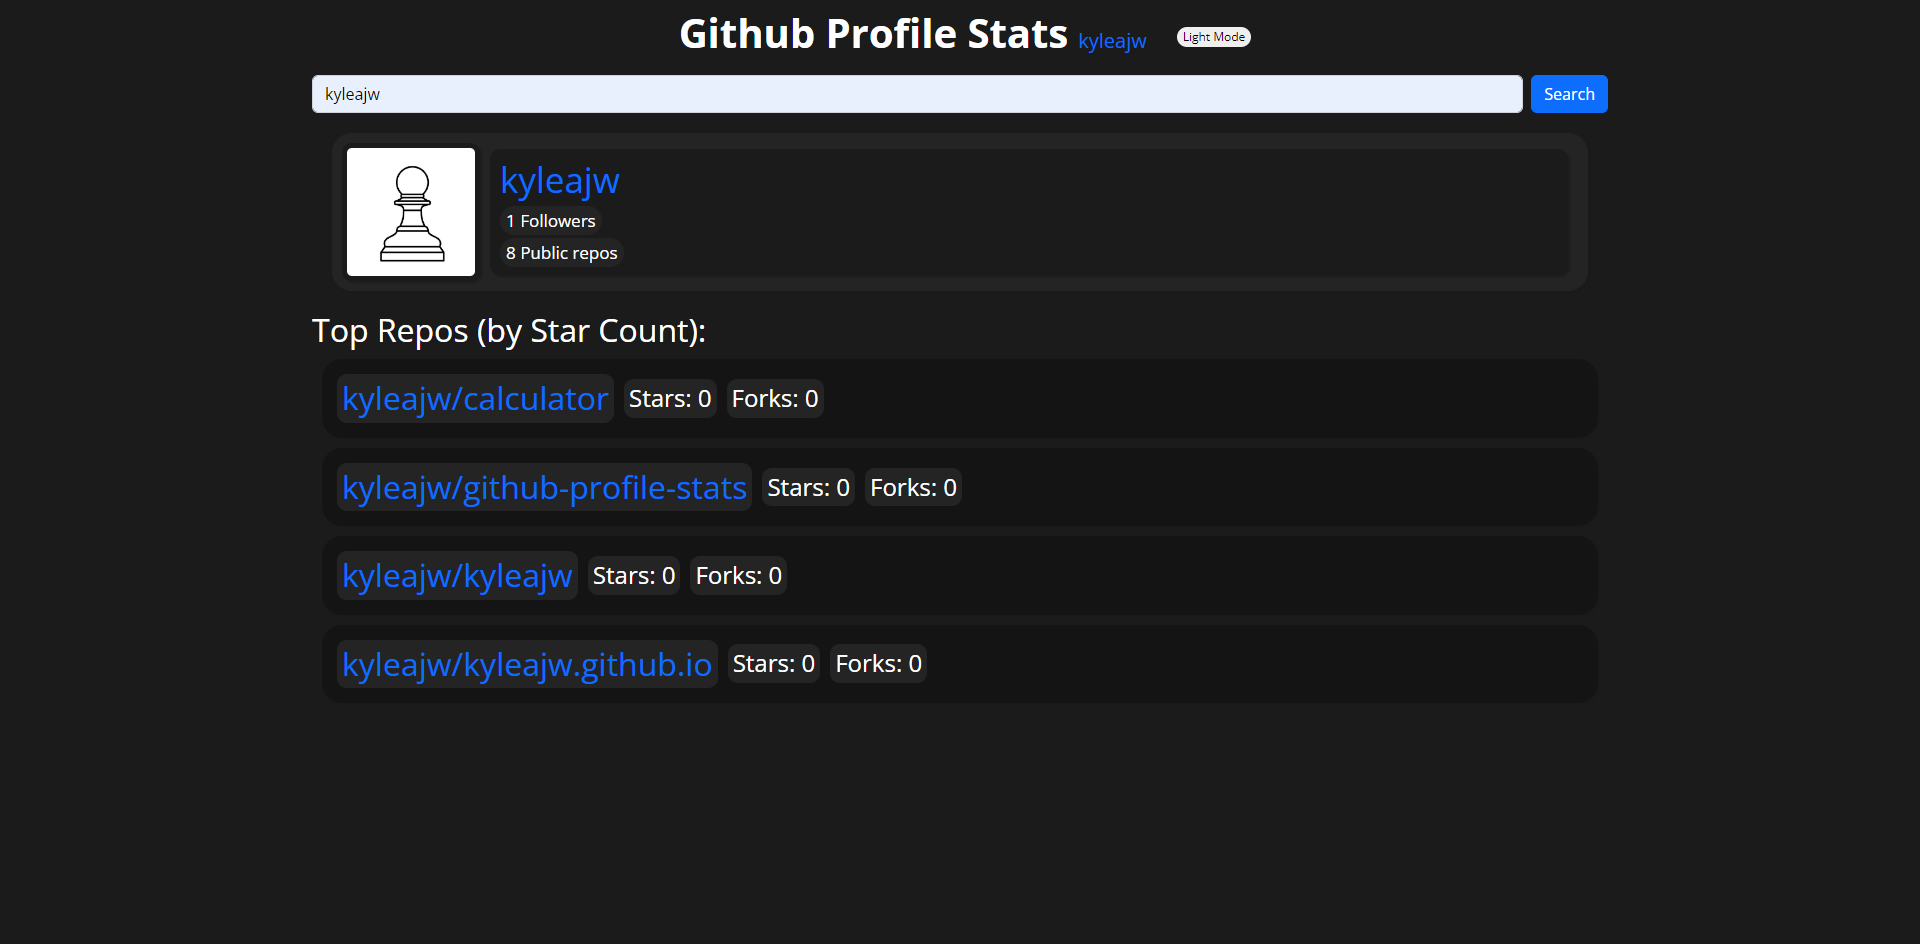 Github Profile Stats kyleajw Light Mode
kyleajw Search
kyleajw
1 Followers
8 Public repos
Top Repos (by Star Count):
kyleajw/calculator Stars: 0 Forks: 0
kyleajw/github-profile-stats Stars: 0 Forks: 0
kyleajw/kyleajw Stars: 0 Forks: 0
kyleajw/kyleajw.github.io Stars: 0 Forks: 0